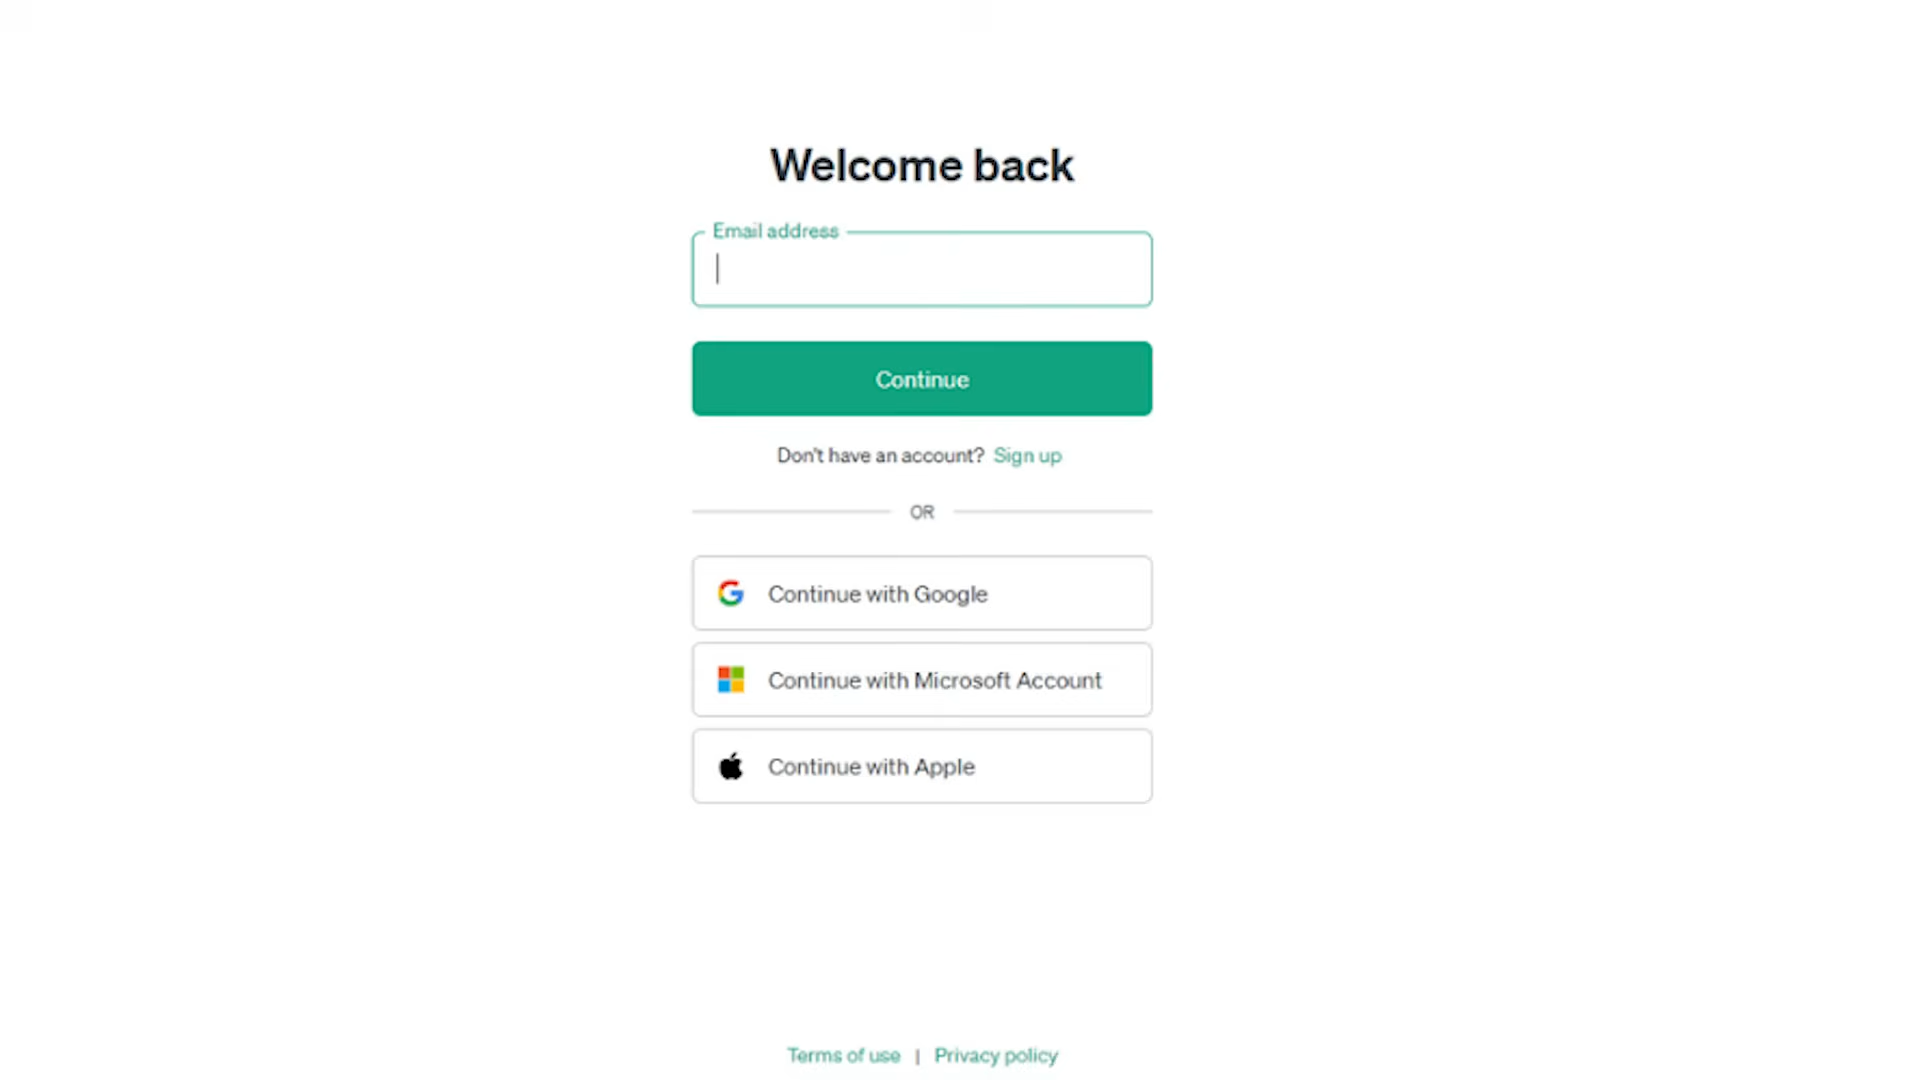 Welcome back
Email address
Continue
Don't have an account? Sign up
OR
Continue with Google
Continue with Microsoft Account
Continue with Apple
Terms of use | Privacy policy